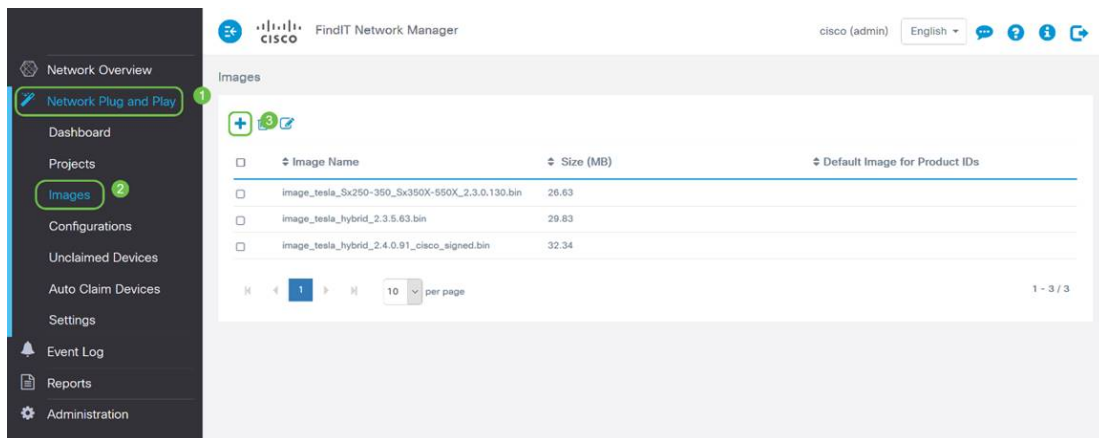 CISCO FindIT Network Manager cisco (admin) English
Network Overview
Images
Network Plug and Play 1
3
Dashboard
Projects
Image Name Size (MB) Default Image for Product IDs
Images 2
image_tesla_Sx250-350_Sx350X-550X_2.3.0.130.bin 26.63
image_tesla_hybrid_2.3.5.63.bin 29.83
Configurations
image_tesla_hybrid_2.4.0.91_cisco_signed.bin 32.34
Unclaimed Devices
Auto Claim Devices
1 10 per page 1 - 3 / 3
Settings
Event Log
Reports
Administration